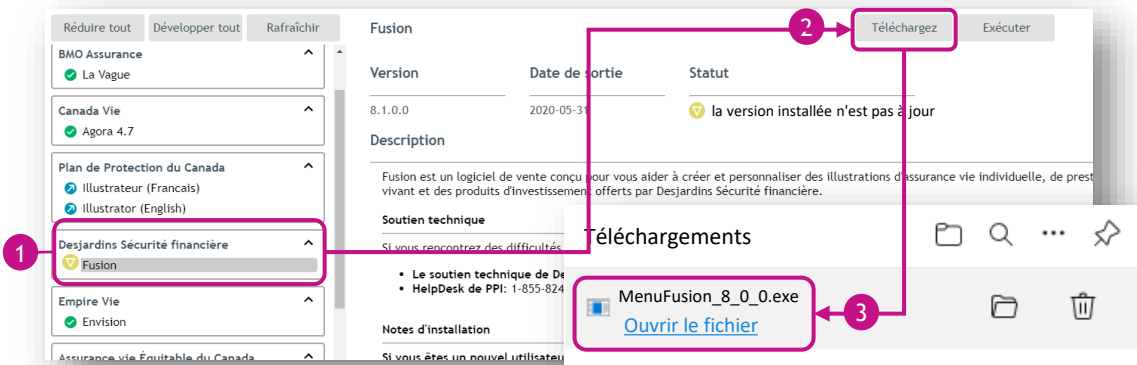 Réduire tout
Développer tout
Rafraîchir
BMO Assurance
La Vague
Canada Vie
Agora 4.7
Plan de Protection du Canada
Illustrateur (Francais)
Illustrator (English)
1
Desjardins Sécurité financière
Fusion
Empire Vie
Envision
Assurance vie Équitable du Canada
Fusion
2
Téléchargez
Exécuter
Version
Date de sortie
Statut
8.1.0.0
2020-05-31
la version installée n'est pas à jour
Description
Fusion est un logiciel de vente conçu pour vous aider à créer et personnaliser des illustrations d'assurance vie individuelle, de prest
vivant et des produits d'investissement offerts par Desjardins Sécurité financière.
Soutien technique
Si vous rencontrez des difficultés
Le soutien technique de De
HelpDesk de PPI: 1-855-824
Notes d'installation
Si vous êtes un nouvel utilisateu
Téléchargements
MenuFusion_8_0_0.exe
Ouvrir le fichier
3